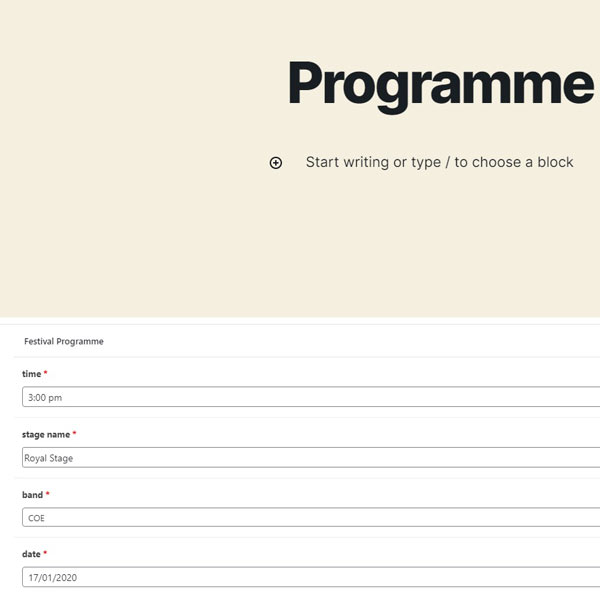 Programme
Start writing or type / to choose a block
Festival Programme
time *
3:00 pm
stage name *
Royal Stage
band *
COE
date *
17/01/2020